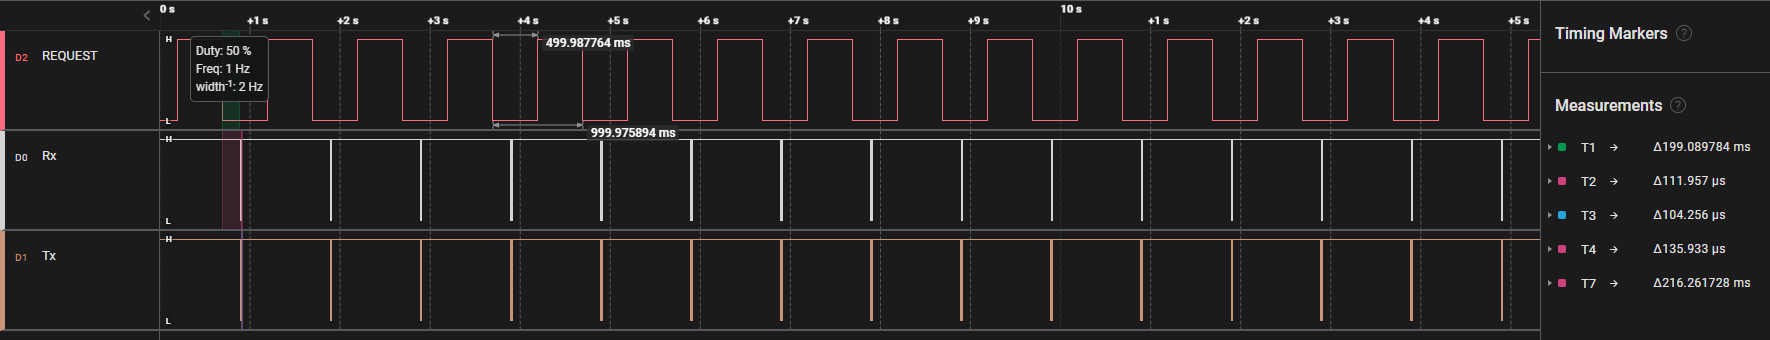 0 s
+1 s +2 s +3 s +4 s +5 s +6 s +7 s +8 s +9 s 10 s +1 s +2 s +3 s +4 s +5 s
D2 REQUEST
H
L
Duty: 50 %
Freq: 1 Hz
width⁻¹: 2 Hz
499.987764 ms
999.975894 ms
D0 Rx
H
L
D1 Tx
H
L
Timing Markers ?
Measurements ?
T1 → Δ199.089784 ms
T2 → Δ111.957 μs
T3 → Δ104.256 μs
T4 → Δ135.933 μs
T7 → Δ216.261728 ms